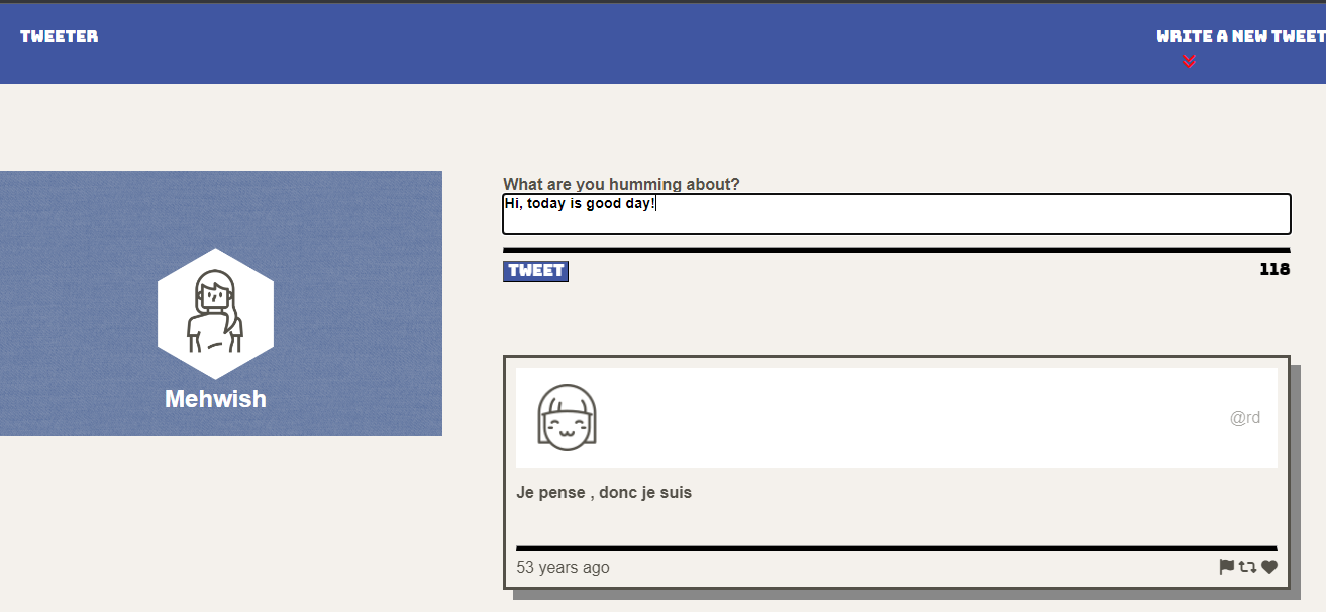 TWEETER
WRITE A NEW TWEET
What are you humming about?
Hi, today is good day!
TWEET
118
Mehwish
@rd
Je pense , donc je suis
53 years ago